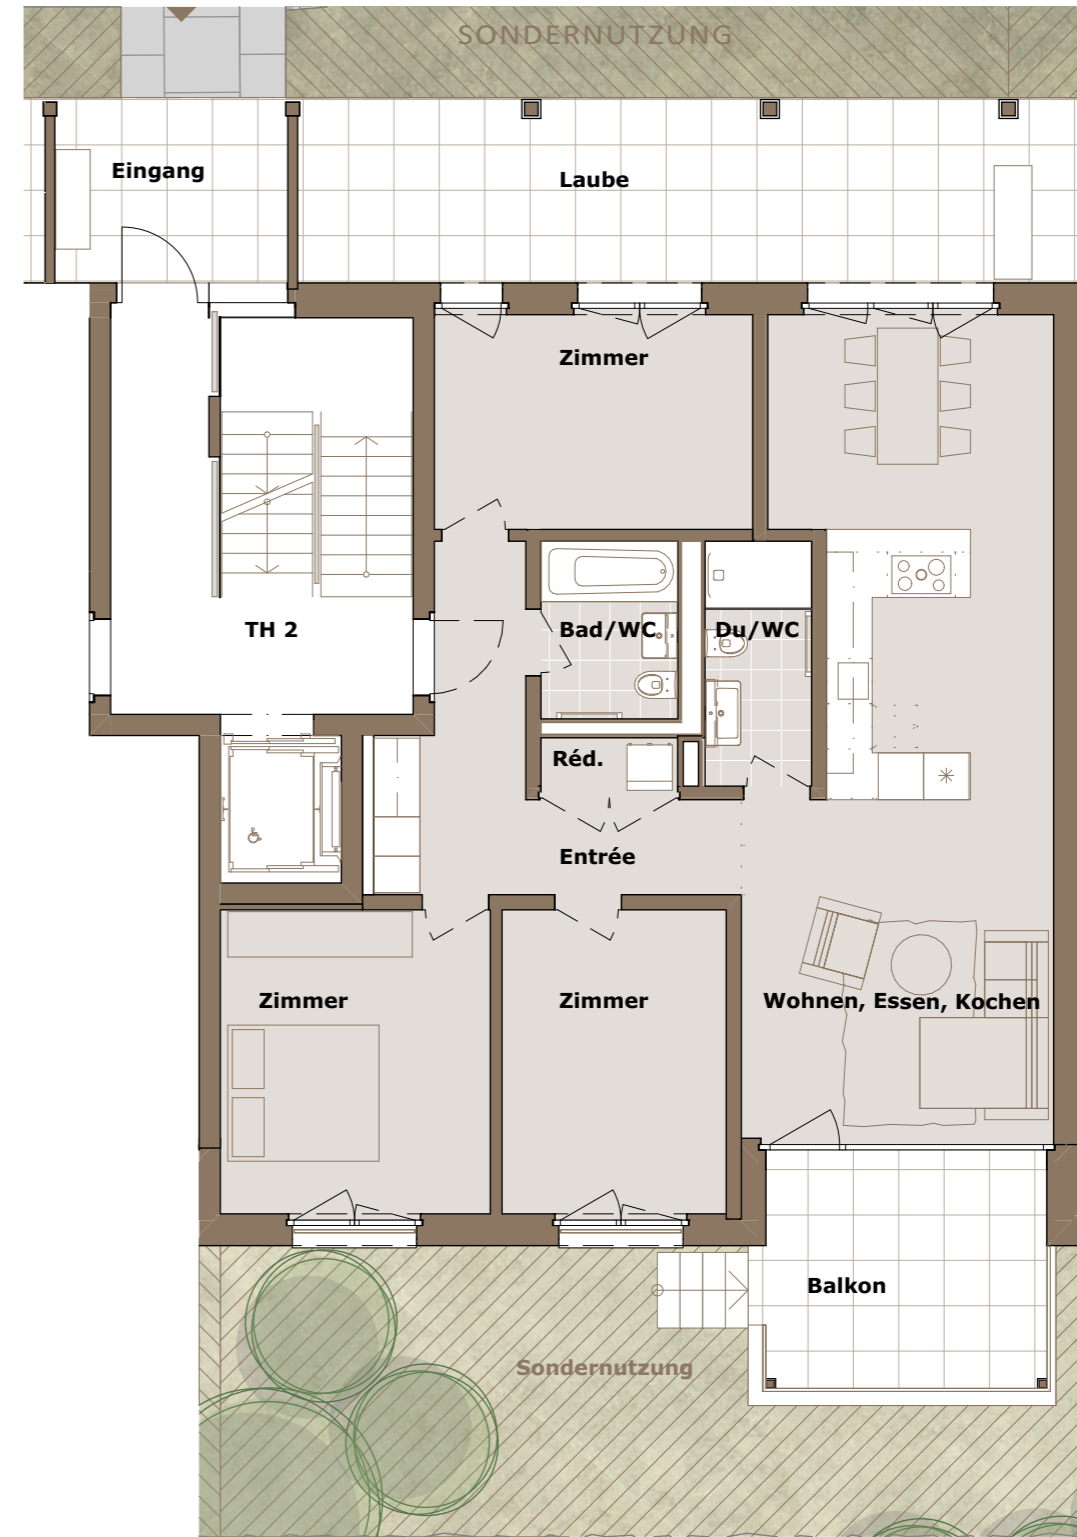 SONDERNUTZUNG
Eingang
Laube
Zimmer
TH 2
Bad/WC
Du/WC
Réd.
Entrée
Zimmer
Zimmer
Wohnen, Essen, Kochen
Balkon
Sondernutzung